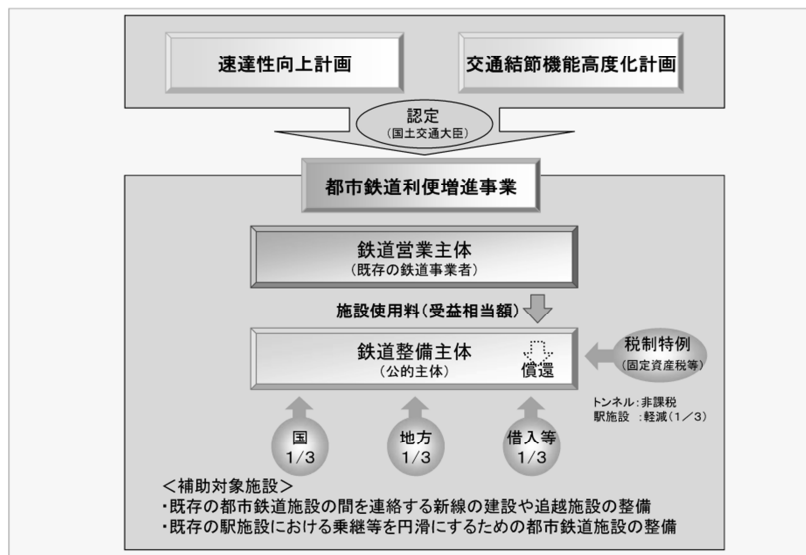 速達性向上計画
交通結節機能高度化計画
認定
(国土交通大臣)
都市鉄道利便増進事業
鉄道営業主体
(既存の鉄道事業者)
施設使用料(受益相当額)
鉄道整備主体
(公的主体)
償還
税制特例
(固定資産税等)
トンネル:非課税
駅施設 :軽減(1/3)
国
1/3
地方
1/3
借入等
1/3
<補助対象施設>
・既存の都市鉄道施設の間を連絡する新線の建設や追越施設の整備
・既存の駅施設における乗継等を円滑にするための都市鉄道施設の整備